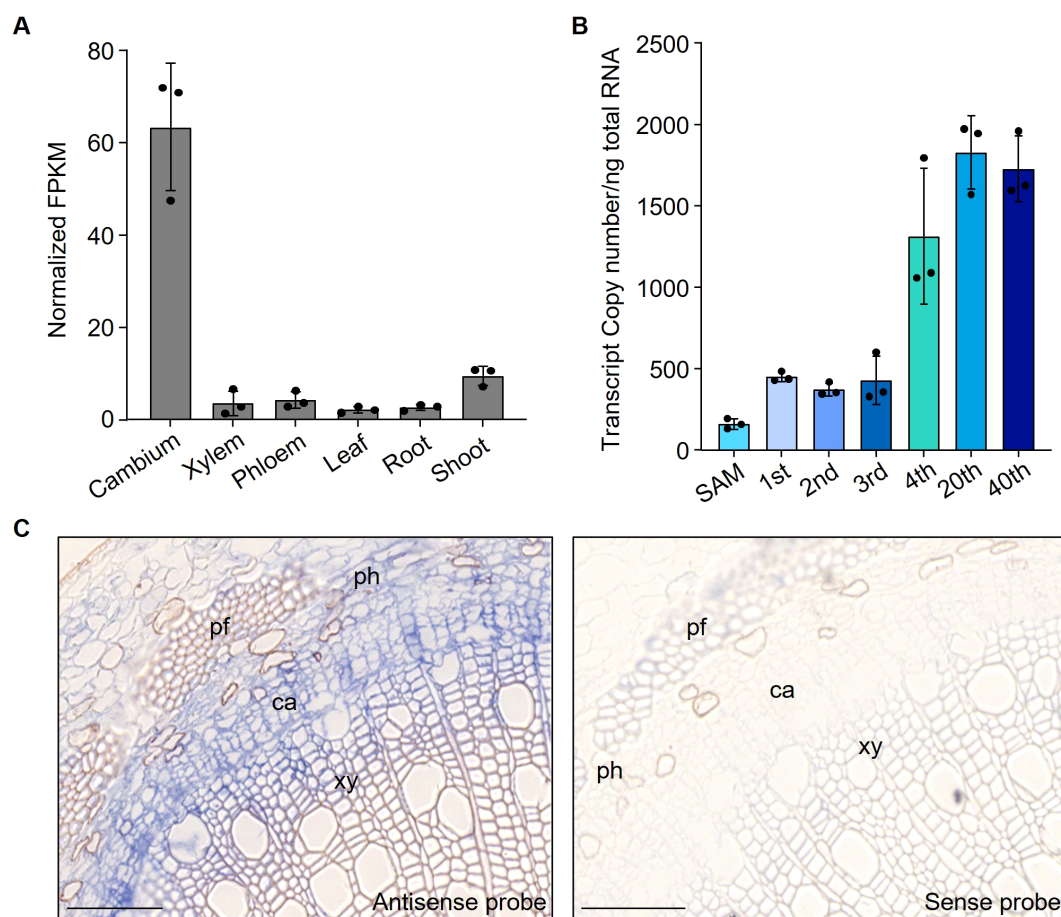 A
Normalized FPKM
80
60
40
20
0
Cambium
Xylem
Phloem
Leaf
Root
Shoot
B
Transcript Copy number/ng total RNA
2500
2000
1500
1000
500
0
SAM
1st
2nd
3rd
4th
20th
40th
C
ph
pf
ca
xy
Antisense probe
pf
ca
xy
ph
Sense probe